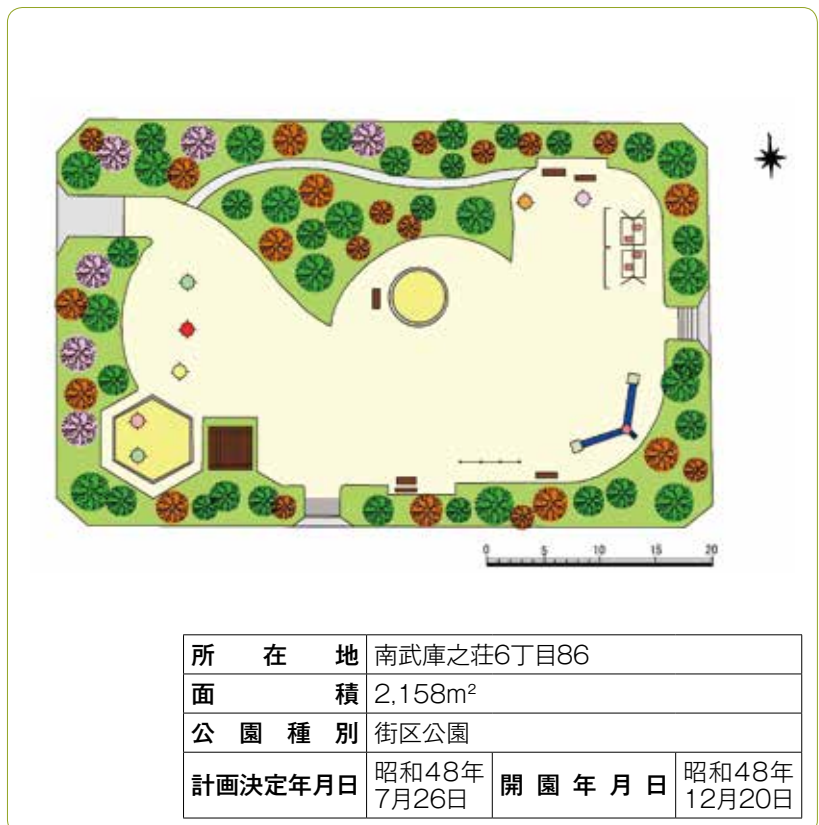 0 5 10 15 20
所在地 南武庫之荘6丁目86
面積 2,158m²
公園種別 街区公園
計画決定年月日 昭和48年
7月26日 開園年月日 昭和48年
12月20日